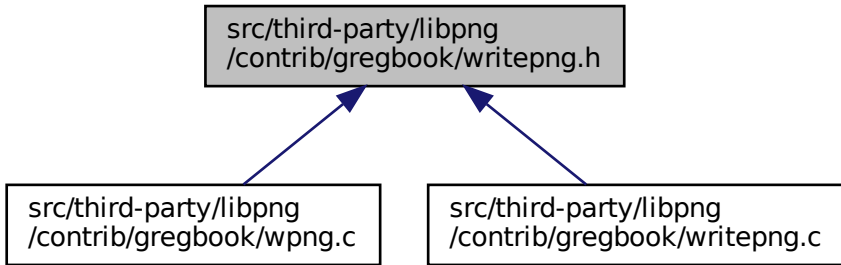 src/third-party/libpng
/contrib/gregbook/writepng.h
src/third-party/libpng
/contrib/gregbook/wpng.c
src/third-party/libpng
/contrib/gregbook/writepng.c